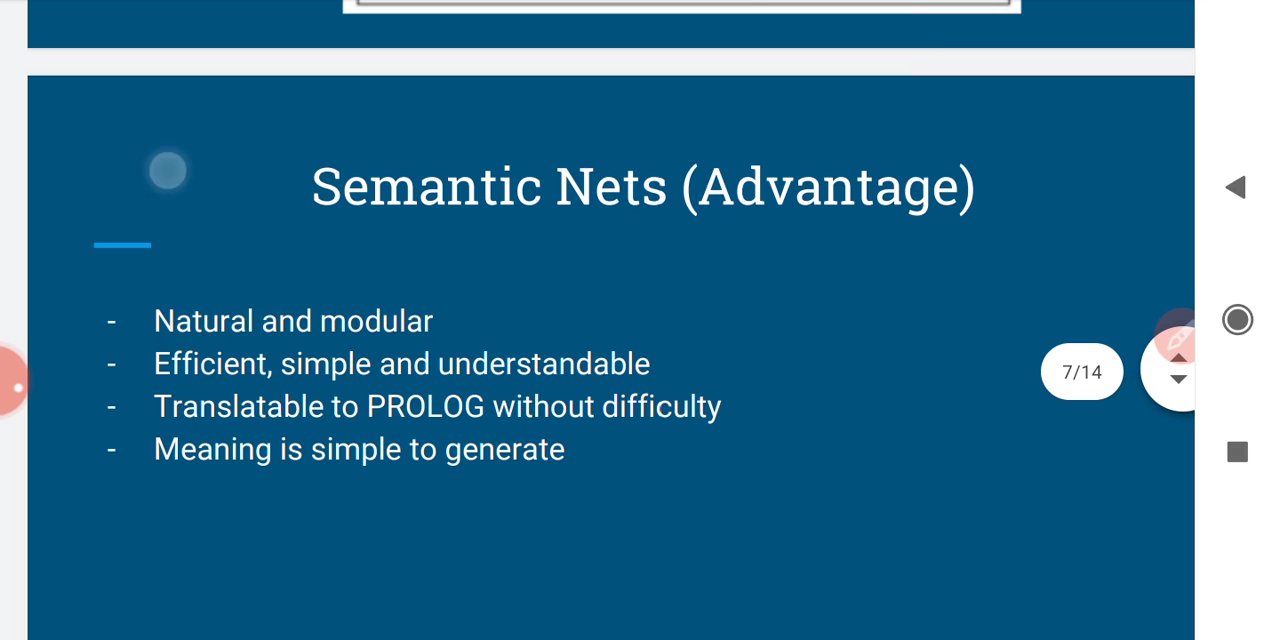 Semantic Nets (Advantage)
- Natural and modular
- Efficient, simple and understandable
- Translatable to PROLOG without difficulty
- Meaning is simple to generate
7/14